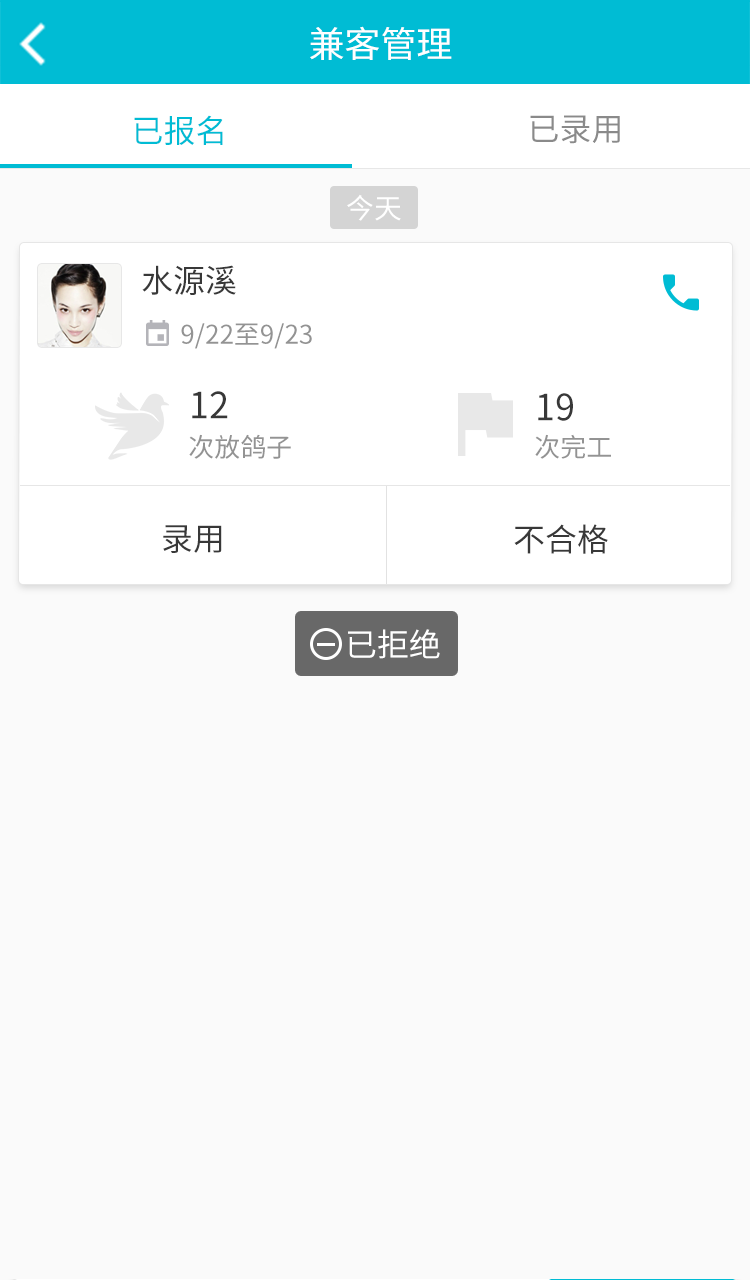 兼客管理
已报名
已录用
今天
水源溪
9/22至9/23
12
次放鸽子
19
次完工
录用
不合格
已拒绝